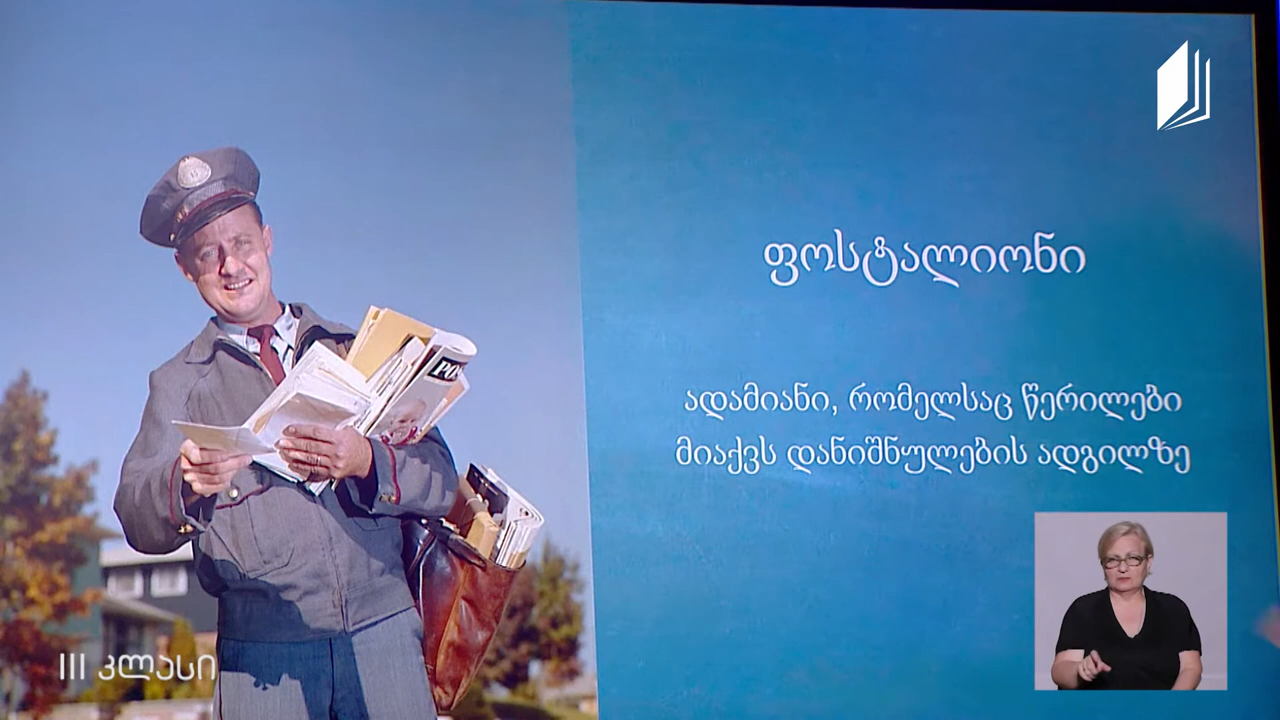 ფოსტალიონი
ადამიანი, რომელსაც წერილები
მიაქვს დანიშნულების ადგილზე
III კლასი